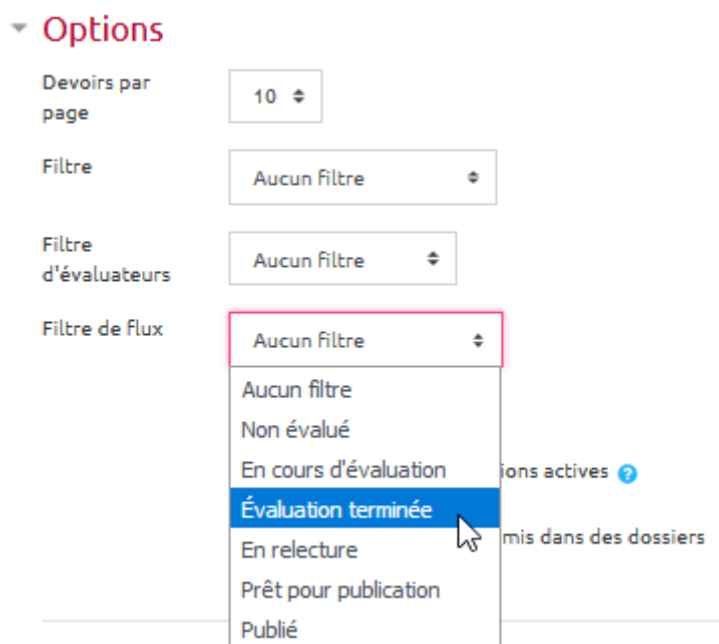 Options
Devoirs par
page
10
Filtre
Aucun filtre
Filtre
d'évaluateurs
Aucun filtre
Filtre de flux
Aucun filtre
Aucun filtre
Non évalué
En cours d'évaluation
ions actives ?
Évaluation terminée
mis dans des dossiers
En relecture
Prêt pour publication
Publié